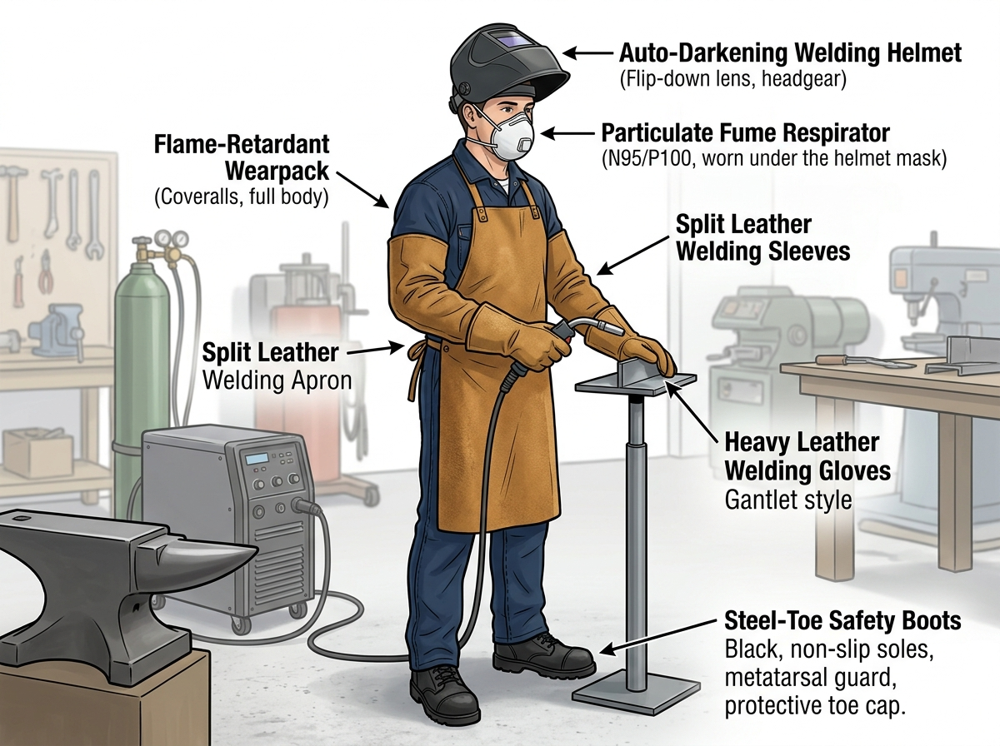 Auto-Darkening Welding Helmet
(Flip-down lens, headgear)
Particulate Fume Respirator
(N95/P100, worn under the helmet mask)
Flame-Retardant
Wearpack
(Coveralls, full body)
Split Leather
Welding Sleeves
Split Leather
Welding Apron
Heavy Leather
Welding Gloves
Gantlet style
Steel-Toe Safety Boots
Black, non-slip soles,
metatarsal guard,
protective toe cap.